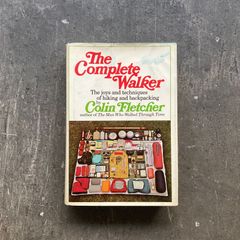 The
Complete
Walker
The joys and techniques
of hiking and backpacking
by
Colin Fletcher
author of The Man Who Walked Through Time